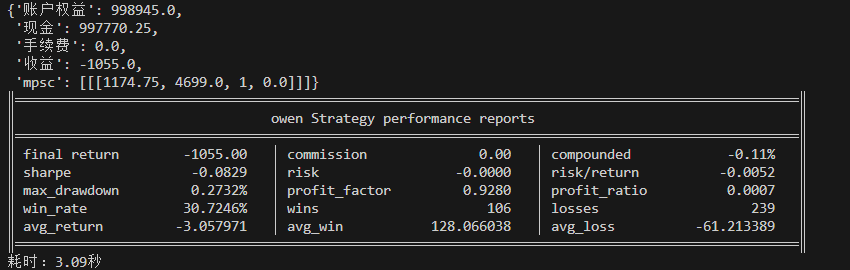 {'账户权益': 998945.0,
'现金': 997770.25,
'手续费': 0.0,
'收益': -1055.0,
'mpsc': [[[1174.75, 4699.0, 1, 0.0]]]}
owen Strategy performance reports
final return -1055.00 commission 0.00 compounded -0.11%
sharpe -0.0829 risk -0.0000 risk/return -0.0052
max_drawdown 0.2732% profit_factor 0.9280 profit_ratio 0.0007
win_rate 30.7246% wins 106 losses 239
avg_return -3.057971 avg_win 128.066038 avg_loss -61.213389
耗时：3.09秒